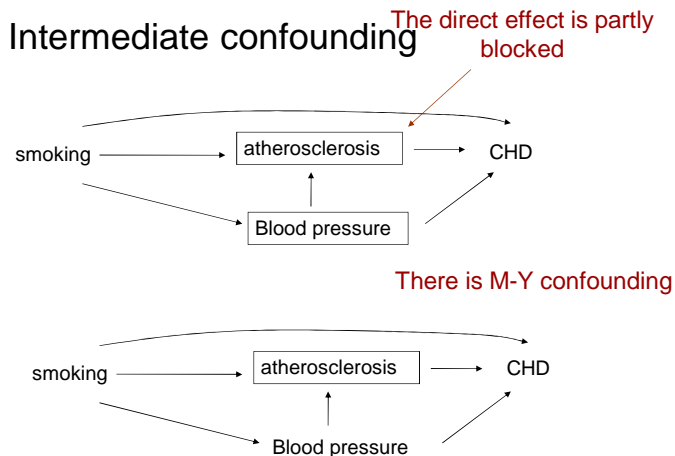 Intermediate confounding
The direct effect is partly
blocked
smoking
atherosclerosis
CHD
Blood pressure
There is M-Y confounding
smoking
atherosclerosis
CHD
Blood pressure